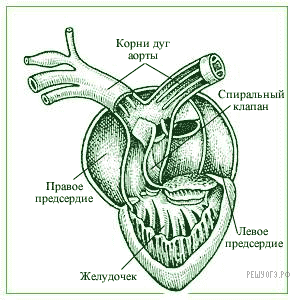 Корни дуг
аорты
Спиральный
клапан
Правое
предсердие
Левое
предсердие
Желудочек
РЕШУОГЭ.РФ